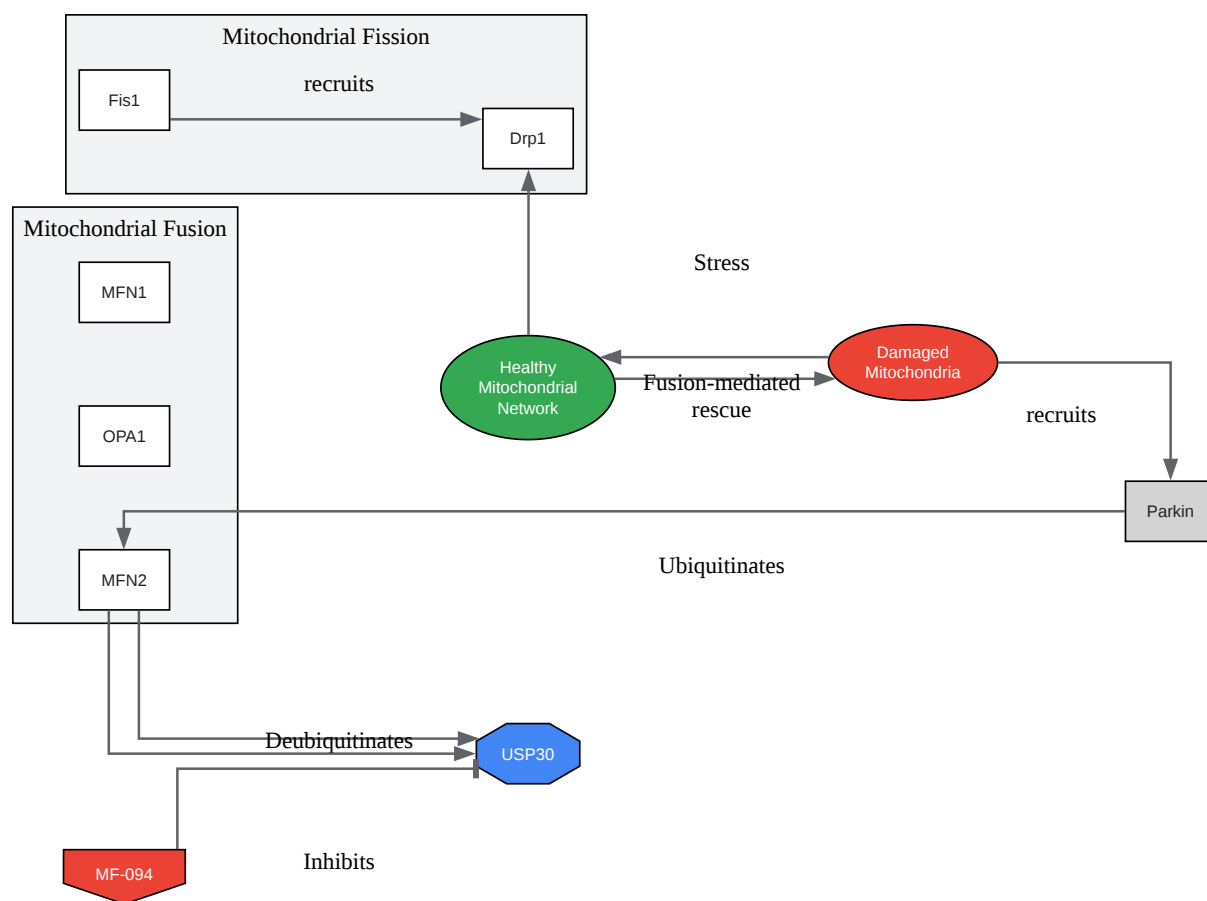 Mitochondrial Fission
recruits
Fis1
Drp1
Mitochondrial Fusion
MFN1
Stress
Healthy
Mitochondrial
Network
Damaged
Mitochondria
Fusion-mediated
rescue
recruits
OPA1
Parkin
Ubiquitinates
MFN2
Deubiquitinates
USP30
MF-094
Inhibits